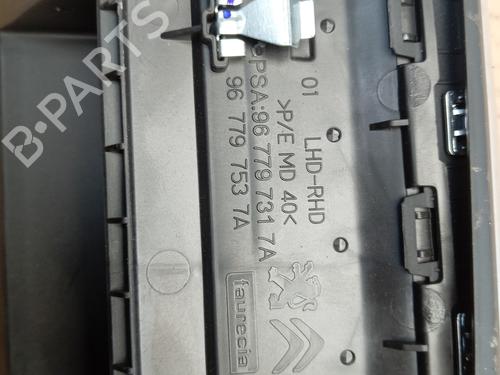 01 LHD-RHD
>P/E MD 40<
PSA:96 779 731 7A
96 779 753 7A
faurecia
B-PARTS